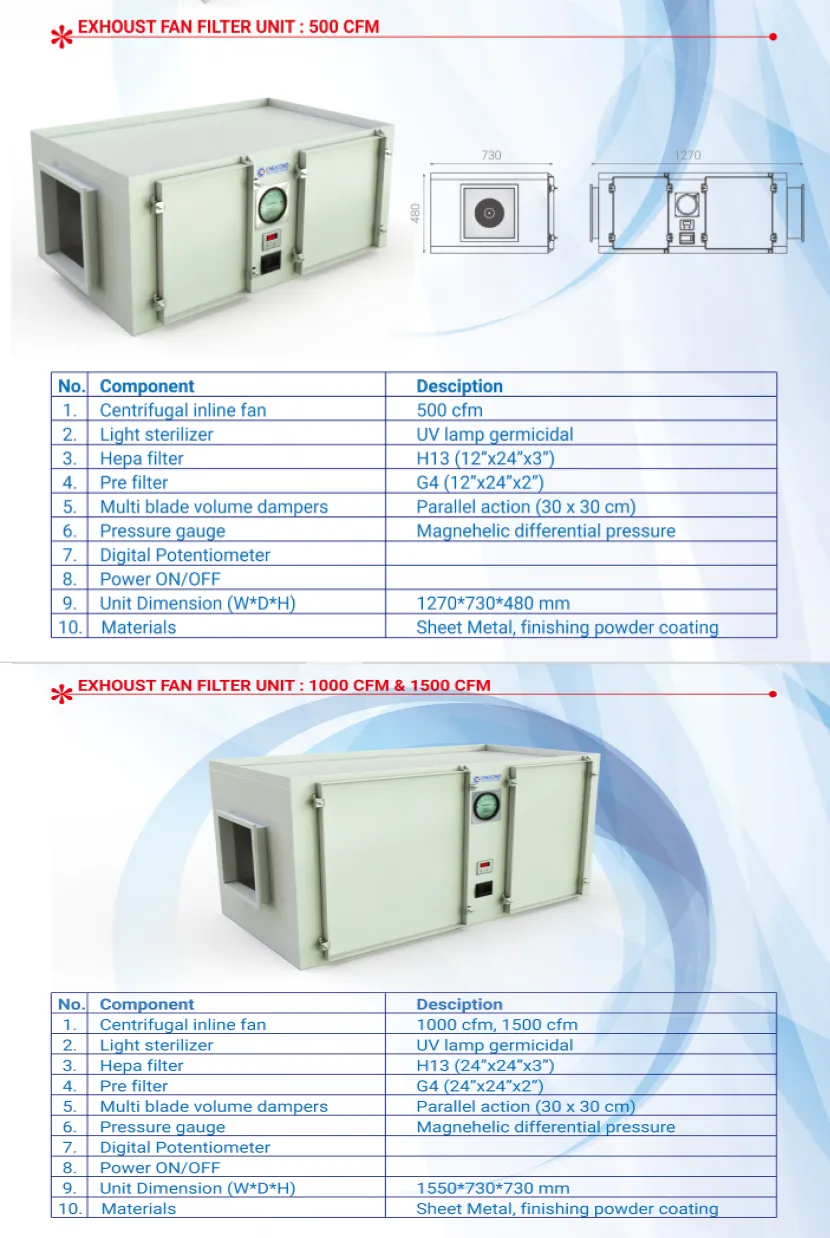 EXHOUST FAN FILTER UNIT : 500 CFM
730
1270
480
No. Component Desciption
1. Centrifugal inline fan 500 cfm
2. Light sterilizer UV lamp germicidal
3. Hepa filter H13 (12”x24”x3”)
4. Pre filter G4 (12”x24”x2”)
5. Multi blade volume dampers Parallel action (30 x 30 cm)
6. Pressure gauge Magnehelic differential pressure
7. Digital Potentiometer
8. Power ON/OFF
9. Unit Dimension (W*D*H) 1270*730*480 mm
10. Materials Sheet Metal, finishing powder coating
EXHOUST FAN FILTER UNIT : 1000 CFM & 1500 CFM
No. Component Desciption
1. Centrifugal inline fan 1000 cfm, 1500 cfm
2. Light sterilizer UV lamp germicidal
3. Hepa filter H13 (24”x24”x3”)
4. Pre filter G4 (24”x24”x2”)
5. Multi blade volume dampers Parallel action (30 x 30 cm)
6. Pressure gauge Magnehelic differential pressure
7. Digital Potentiometer
8. Power ON/OFF
9. Unit Dimension (W*D*H) 1550*730*730 mm
10. Materials Sheet Metal, finishing powder coating